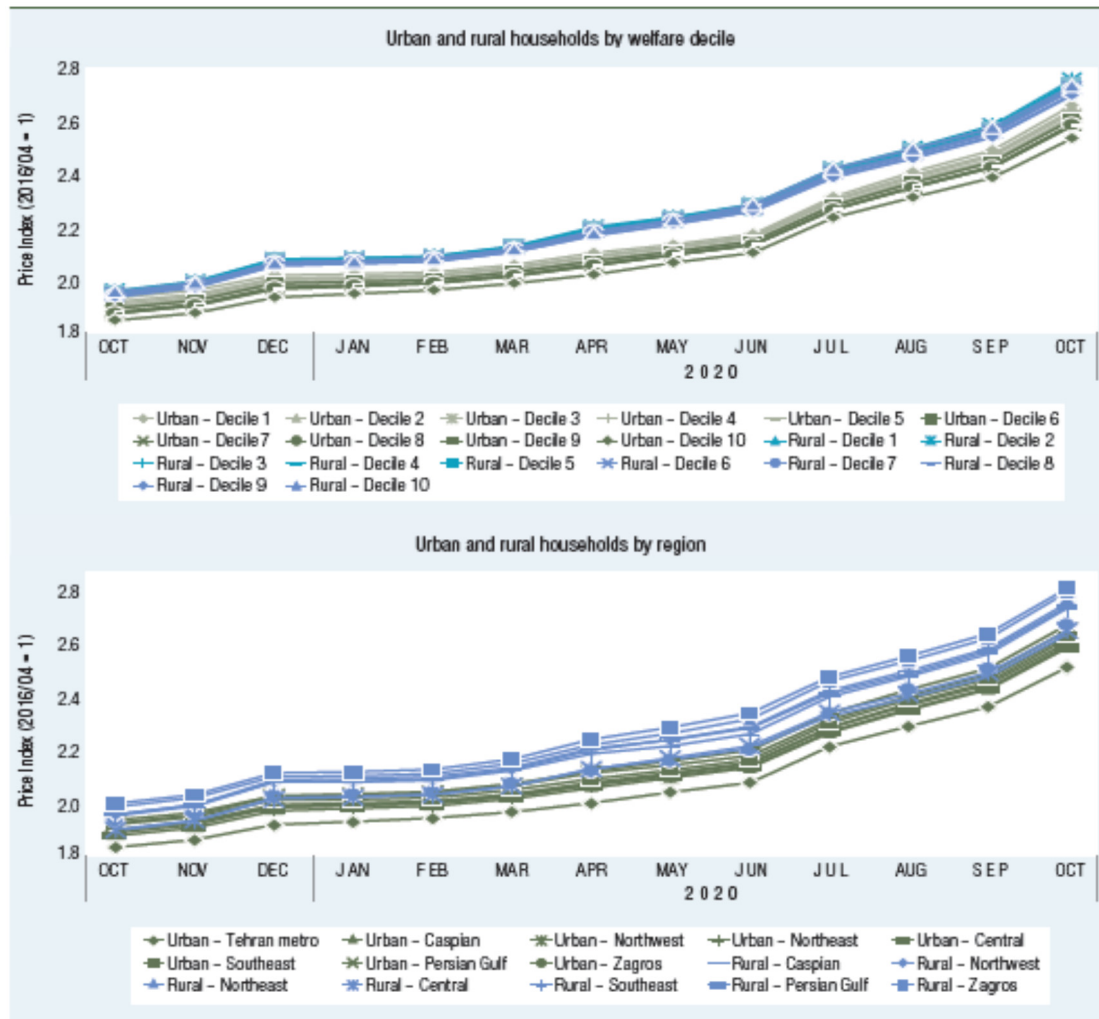 Urban and rural households by welfare decile
Price Index (2016/04 = 1)
2.8
2.6
2.4
2.2
2.0
1.8
OCT NOV DEC JAN FEB MAR APR MAY JUN JUL AUG SEP OCT
2020
Urban – Decile 1 Urban – Decile 2 Urban – Decile 3 Urban – Decile 4 Urban – Decile 5 Urban – Decile 6
Urban – Decile 7 Urban – Decile 8 Urban – Decile 9 Urban – Decile 10 Rural – Decile 1 Rural – Decile 2
Rural – Decile 3 Rural – Decile 4 Rural – Decile 5 Rural – Decile 6 Rural – Decile 7 Rural – Decile 8
Rural – Decile 9 Rural – Decile 10
Urban and rural households by region
Price Index (2016/04 = 1)
2.8
2.6
2.4
2.2
2.0
1.8
OCT NOV DEC JAN FEB MAR APR MAY JUN JUL AUG SEP OCT
2020
Urban – Tehran metro Urban – Caspian Urban – Northwest Urban – Northeast Urban – Central
Urban – Southeast Urban – Persian Gulf Urban – Zagros Rural – Caspian Rural – Northwest
Rural – Northeast Rural – Central Rural – Southeast Rural – Persian Gulf Rural – Zagros